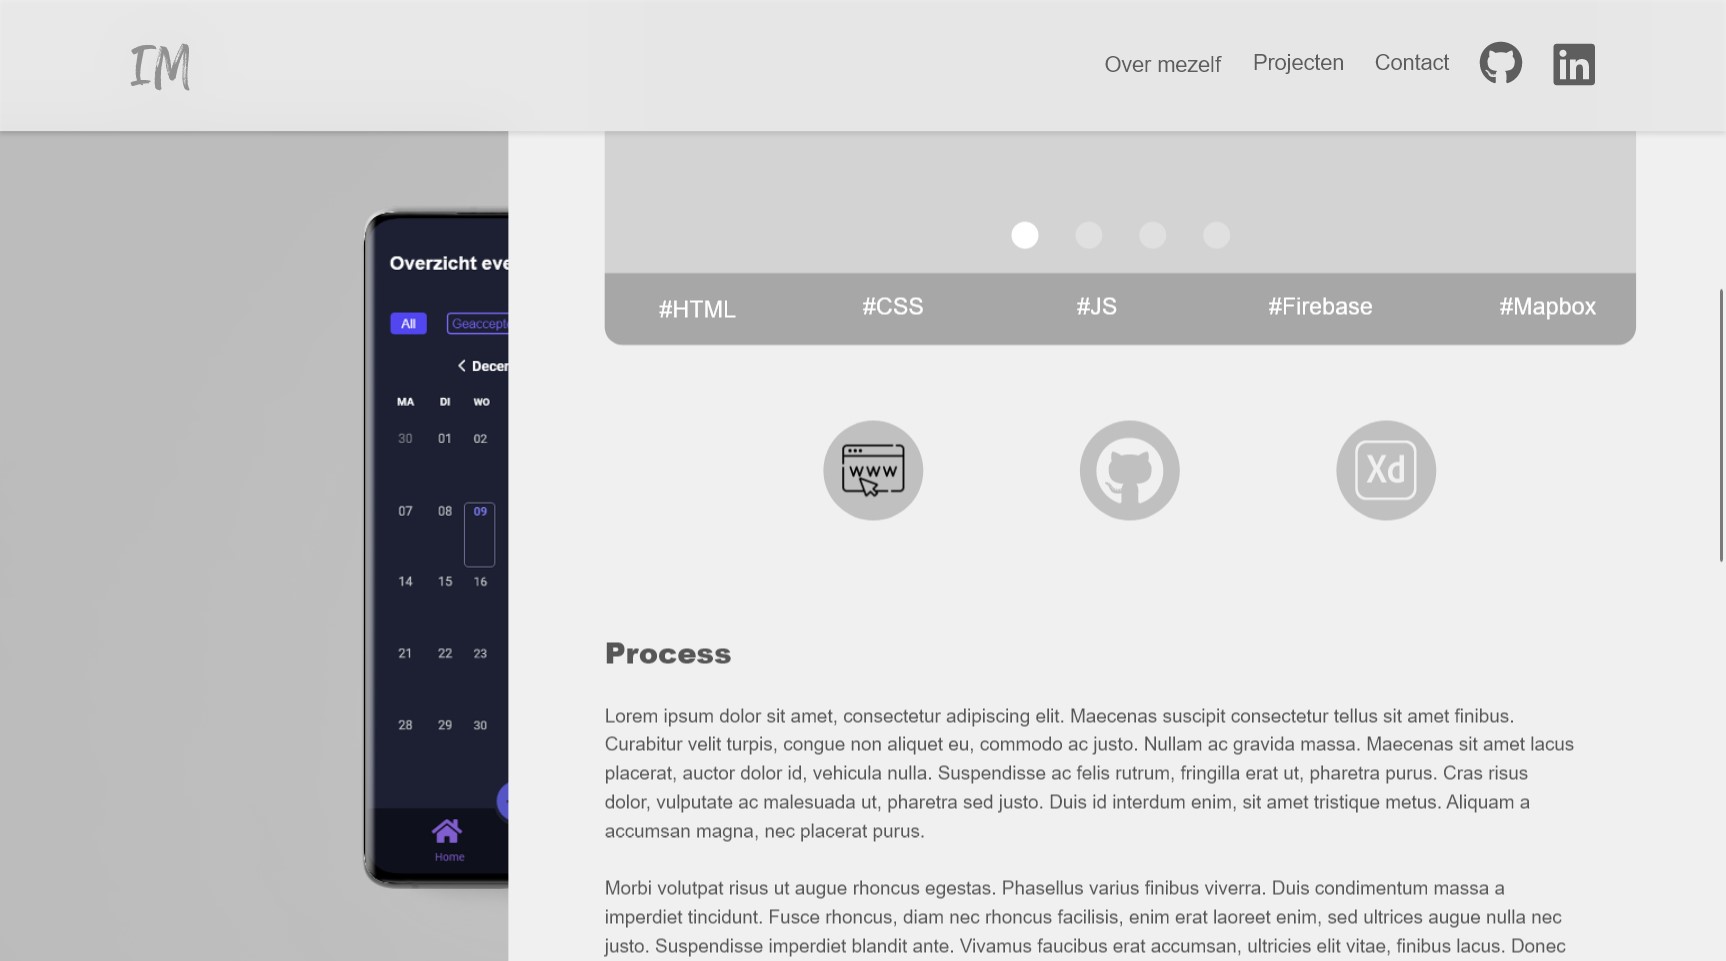 IM
Over mezelf Projecten Contact
Overzicht eve
All Geaccepte
Decer
MA DI WO
30 01 02
07 08 09
14 15 16
21 22 23
28 29 30
Home
#HTML #CSS #JS #Firebase #Mapbox
www
Xd
Process
Lorem ipsum dolor sit amet, consectetur adipiscing elit. Maecenas suscipit consectetur tellus sit amet finibus.
Curabitur velit turpis, congue non aliquet eu, commodo ac justo. Nullam ac gravida massa. Maecenas sit amet lacus
placerat, auctor dolor id, vehicula nulla. Suspendisse ac felis rutrum, fringilla erat ut, pharetra purus. Cras risus
dolor, vulputate ac malesuada ut, pharetra sed justo. Duis id interdum enim, sit amet tristique metus. Aliquam a
accumsan magna, nec placerat purus.
Morbi volutpat risus ut augue rhoncus egestas. Phasellus varius finibus viverra. Duis condimentum massa a
imperdiet tincidunt. Fusce rhoncus, diam nec rhoncus facilisis, enim erat laoreet enim, sed ultrices augue nulla nec
justo. Suspendisse imperdiet blandit ante. Vivamus faucibus erat accumsan, ultricies elit vitae, finibus lacus. Donec